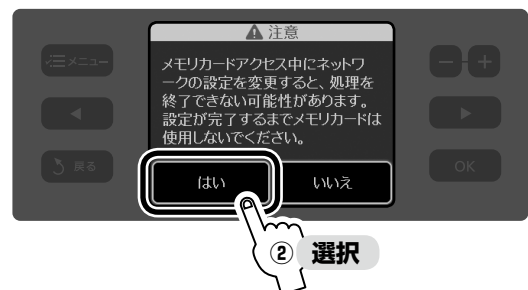 注意
メニュー
メモリカードアクセス中にネットワ
ークの設定を変更すると、処理を
終了できない可能性があります。
設定が完了するまでメモリカードは
使用しないでください。
- +
戻る
OK
はい
いいえ
② 選択